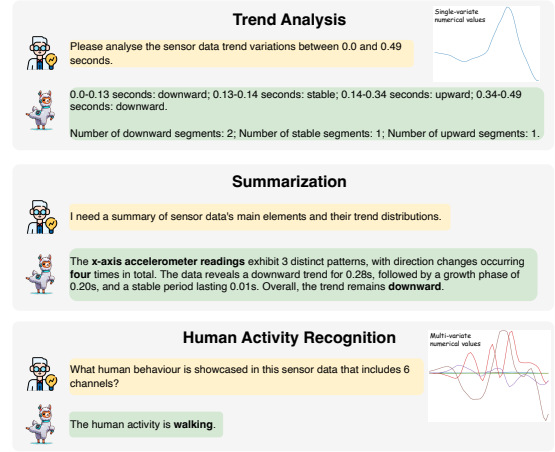 Trend Analysis
Single-variate
numerical values
Please analyse the sensor data trend variations between 0.0 and 0.49
seconds.
0.0-0.13 seconds: downward; 0.13-0.14 seconds: stable; 0.14-0.34 seconds: upward; 0.34-0.49
seconds: downward.
Number of downward segments: 2; Number of stable segments: 1; Number of upward segments: 1.
Summarization
I need a summary of sensor data's main elements and their trend distributions.
The x-axis accelerometer readings exhibit 3 distinct patterns, with direction changes occurring
four times in total. The data reveals a downward trend for 0.28s, followed by a growth phase of
0.20s, and a stable period lasting 0.01s. Overall, the trend remains downward.
Human Activity Recognition
Multi-variate
numerical values
What human behaviour is showcased in this sensor data that includes 6
channels?
The human activity is walking.